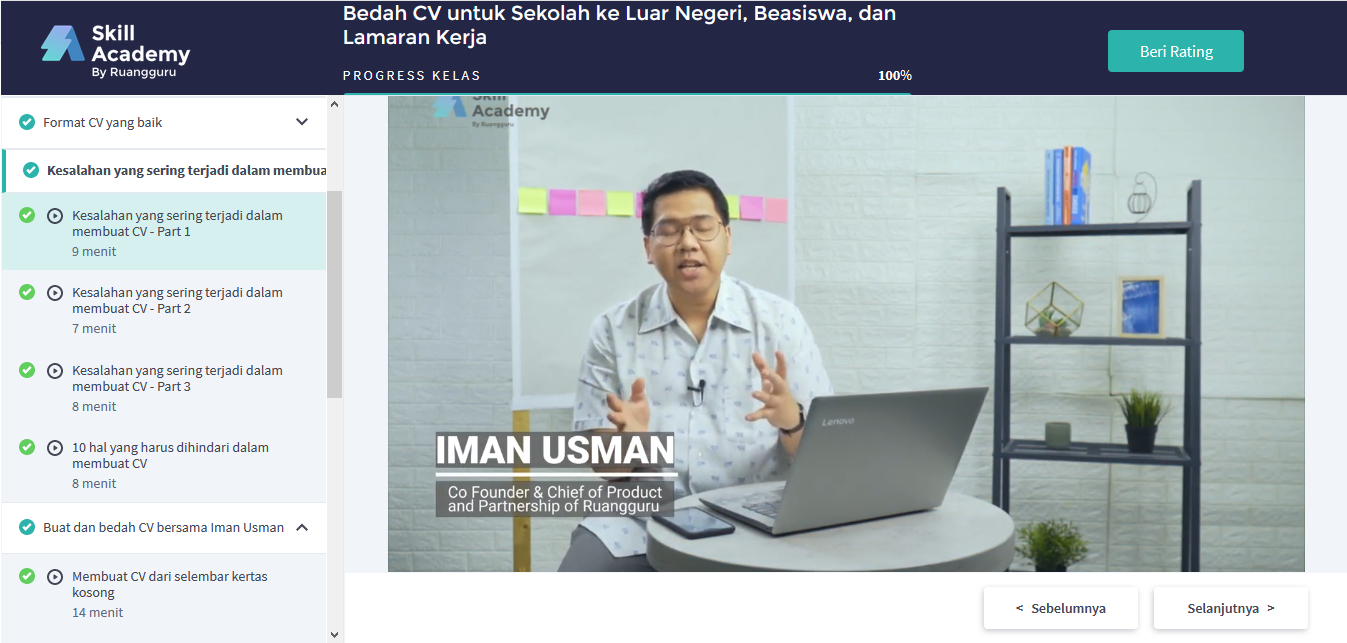 Skill
Academy
By Ruangguru
Bedah CV untuk Sekolah ke Luar Negeri, Beasiswa, dan
Lamaran Kerja
PROGRESS KELAS
100%
Beri Rating
Format CV yang baik
Kesalahan yang sering terjadi dalam membua
Kesalahan yang sering terjadi dalam
membuat CV - Part 1
9 menit
Kesalahan yang sering terjadi dalam
membuat CV - Part 2
7 menit
Kesalahan yang sering terjadi dalam
membuat CV - Part 3
8 menit
10 hal yang harus dihindari dalam
membuat CV
8 menit
Buat dan bedah CV bersama Iman Usman
Membuat CV dari selembar kertas
kosong
14 menit
Skill
Academy
By Ruangguru
Lenovo
IMAN USMAN
Co Founder & Chief of Product
and Partnership of Ruangguru
< Sebelumnya
Selanjutnya >